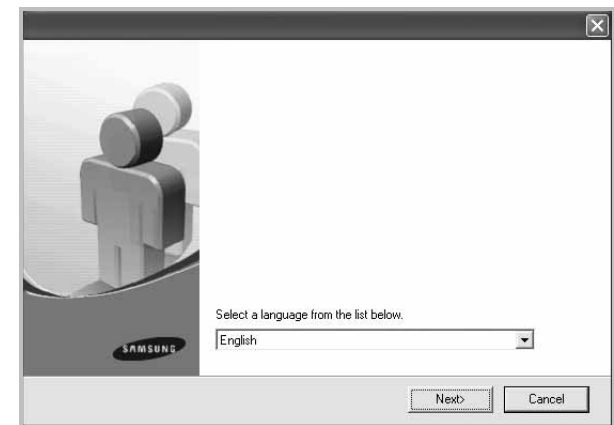 Select a language from the list below.
English
SAMSUNG
Next>
Cancel